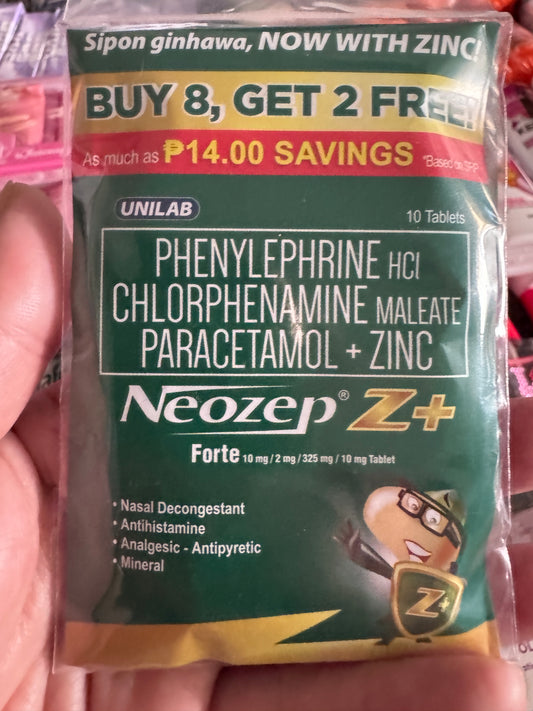 Sipon ginhawa, NOW WITH ZINC!
BUY 8, GET 2 FREE!
As much as ₱14.00 SAVINGS *Based on SRP
UNILAB
10 Tablets
PHENYLEPHRINE HCl
CHLORPHENAMINE MALEATE
PARACETAMOL + ZINC
NEOZEP® Z+
Forte 10 mg / 2 mg / 325 mg / 10 mg Tablet
• Nasal Decongestant
• Antihistamine
• Analgesic - Antipyretic
• Mineral
Z+